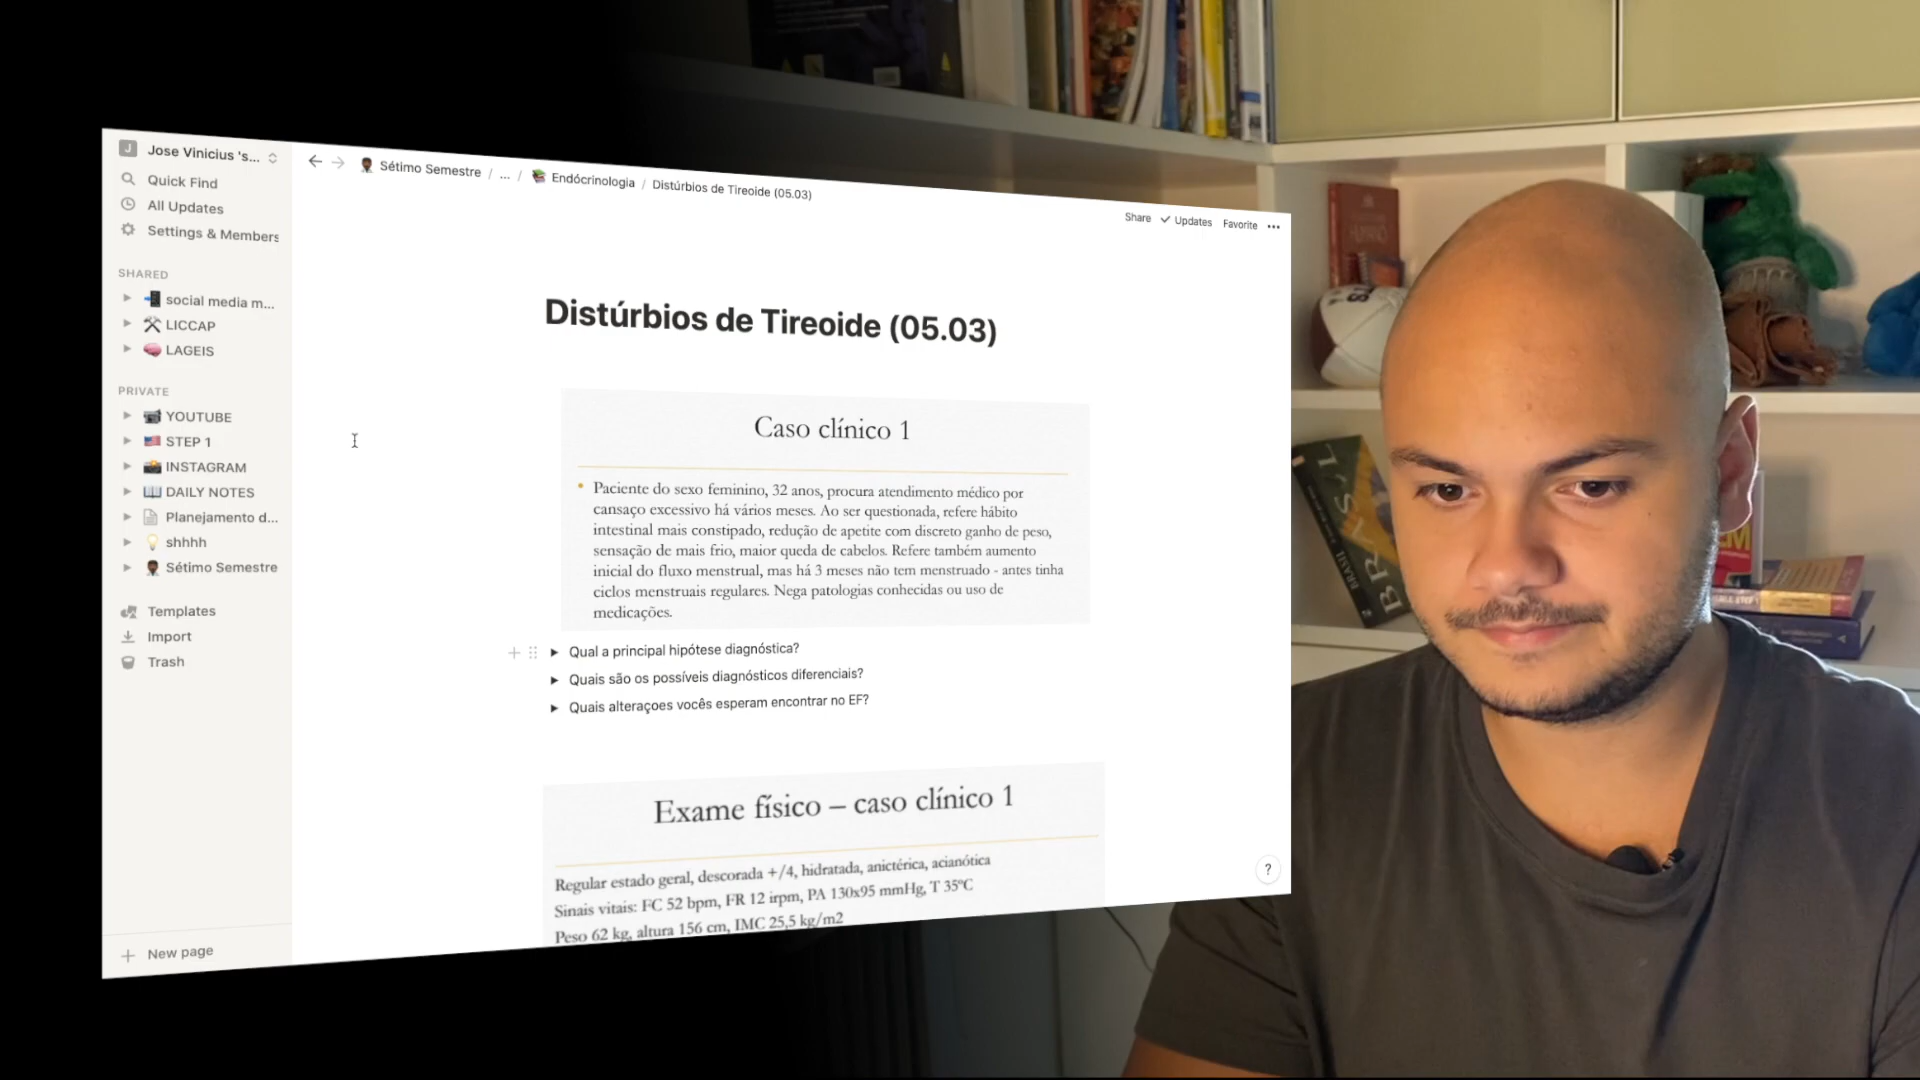 J Jose Vinicius 's...
Quick Find
All Updates
Settings & Members
SHARED
social media m...
LICCAP
LAGEIS
PRIVATE
YOUTUBE
STEP 1
INSTAGRAM
DAILY NOTES
Planejamento d...
shhhh
Sétimo Semestre
Templates
Import
Trash
New page
Sétimo Semestre / ... / Endócrinologia / Distúrbios de Tireoide (05.03)
Share Updates Favorite
Distúrbios de Tireoide (05.03)
Caso clínico 1
Paciente do sexo feminino, 32 anos, procura atendimento médico por
cansaço excessivo há vários meses. Ao ser questionada, refere hábito
intestinal mais constipado, redução de apetite com discreto ganho de peso,
sensação de mais frio, maior queda de cabelos. Refere também aumento
inicial do fluxo menstrual, mas há 3 meses não tem menstruado - antes tinha
ciclos menstruais regulares. Nega patologias conhecidas ou uso de
medicações.
Qual a principal hipótese diagnóstica?
Quais são os possíveis diagnósticos diferenciais?
Quais alteraçoes vocês esperam encontrar no EF?
Exame físico – caso clínico 1
Regular estado geral, descorada +/4, hidratada, anictérica, acianótica
Sinais vitais: FC 52 bpm, FR 12 irpm, PA 130x95 mmHg, T 35ºC
Peso 62 kg, altura 156 cm, IMC 25,5 kg/m2
?
BRASIL